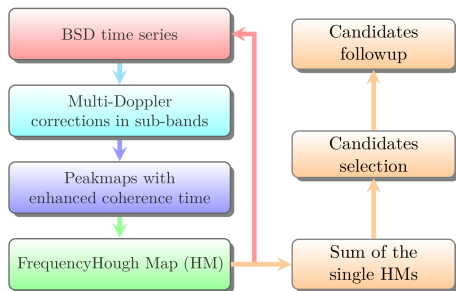 BSD time series
Multi-Doppler
corrections in sub-bands
Peakmaps with
enhanced coherence time
FrequencyHough Map (HM)
Sum of the
single HMs
Candidates
selection
Candidates
followup